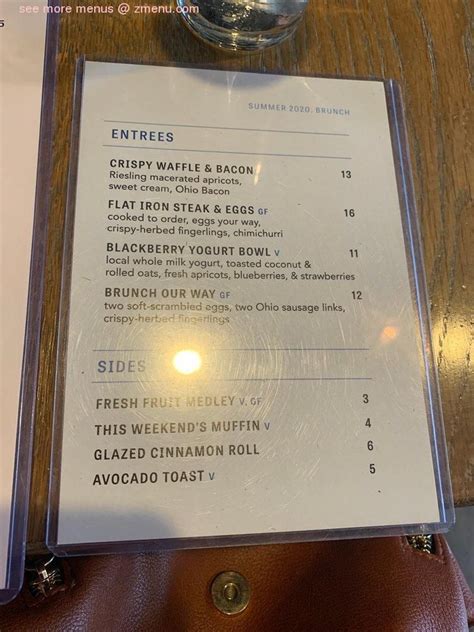 see more menus @ zmenu.com
5
SUMMER 2020, BRUNCH
ENTREES
CRISPY WAFFLE & BACON 13
Riesling macerated apricots,
sweet cream, Ohio Bacon
FLAT IRON STEAK & EGGS GF 16
cooked to order, eggs your way,
crispy-herbed fingerlings, chimichurri
BLACKBERRY YOGURT BOWL V 11
local whole milk yogurt, toasted coconut &
rolled oats, fresh apricots, blueberries, & strawberries
BRUNCH OUR WAY GF 12
two soft-scrambled eggs, two Ohio sausage links,
crispy-herbed fingerlings
SIDES
FRESH FRUIT MEDLEY V, GF 3
THIS WEEKEND'S MUFFIN V 4
GLAZED CINNAMON ROLL 6
AVOCADO TOAST V 5